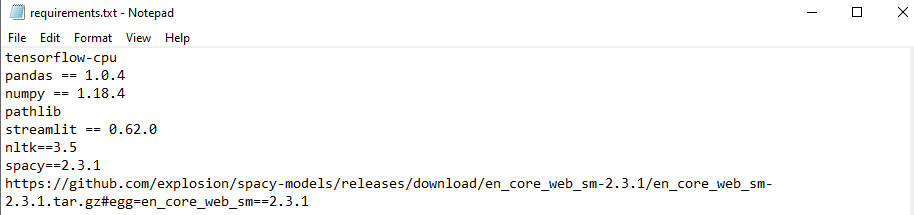 requirements.txt - Notepad
File Edit Format View Help
tensorflow-cpu
pandas == 1.0.4
numpy == 1.18.4
pathlib
streamlit == 0.62.0
nltk==3.5
spacy==2.3.1
https://github.com/explosion/spacy-models/releases/download/en_core_web_sm-2.3.1/en_core_web_sm-
2.3.1.tar.gz#egg=en_core_web_sm==2.3.1